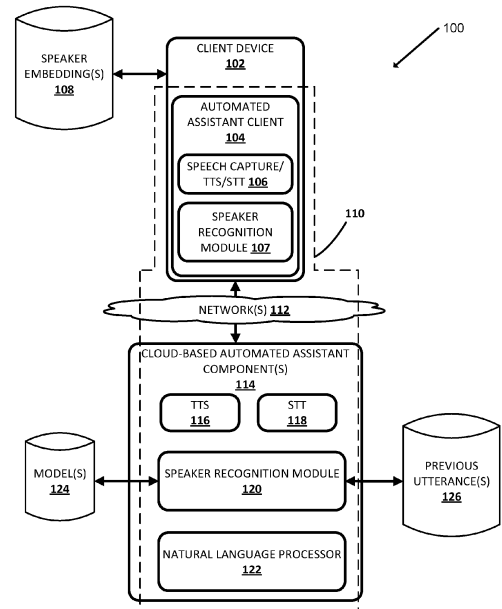 100
SPEAKER
EMBEDDING(S)
108
CLIENT DEVICE
102
AUTOMATED
ASSISTANT CLIENT
104
SPEECH CAPTURE/
TTS/STT 106
SPEAKER
RECOGNITION
MODULE 107
110
NETWORK(S) 112
CLOUD-BASED AUTOMATED ASSISTANT
COMPONENT(S)
114
TTS
116
STT
118
MODEL(S)
124
SPEAKER RECOGNITION MODULE
120
PREVIOUS
UTTERANCE(S)
126
NATURAL LANGUAGE PROCESSOR
122